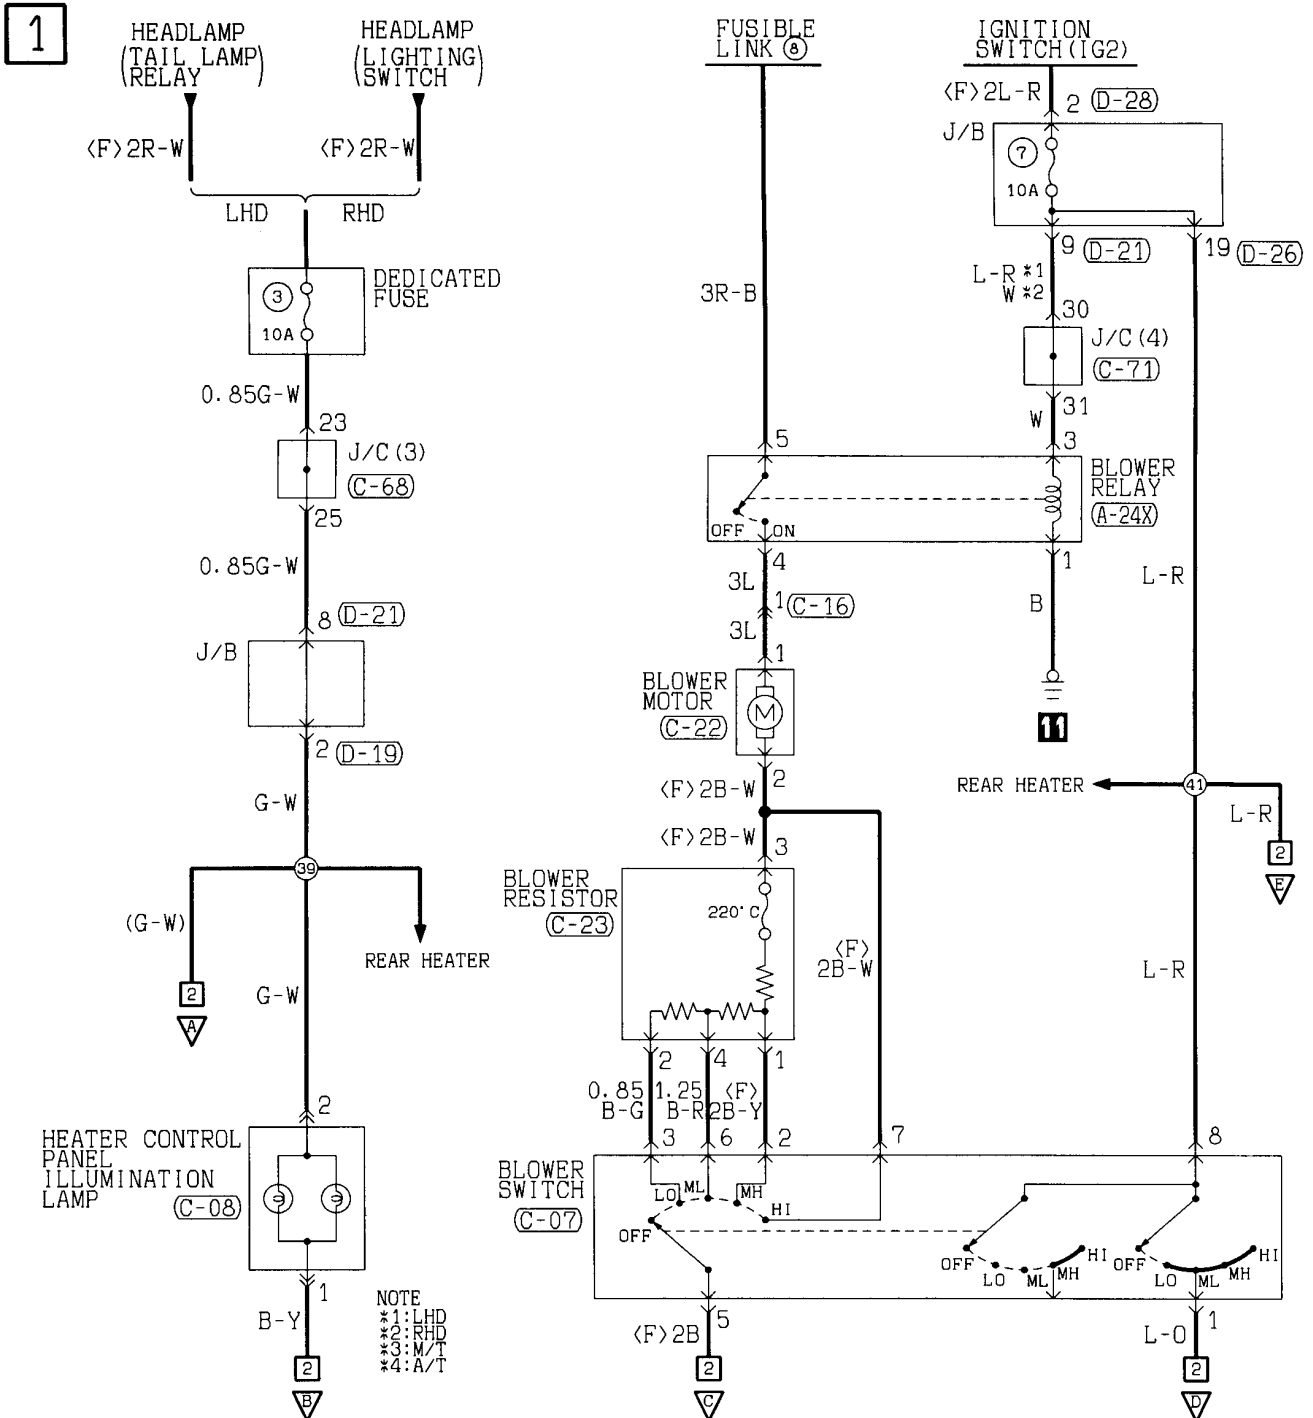 1
HEADLAMP
(TAIL LAMP)
(RELAY)
HEADLAMP
(LIGHTING)
(SWITCH)
FUSIBLE
LINK ⑧
IGNITION
SWITCH(IG2)
<F>2R-W
<F>2R-W
LHD
RHD
<F>2L-R
2
D-28
J/B
7
10A
9
D-21
19
D-26
DEDICATED
FUSE
3
10A
3R-B
L-R *1
W *2
30
J/C(4)
C-71
31
W
0.85G-W
23
J/C(3)
C-68
25
5
3
BLOWER
RELAY
A-24X
OFF
ON
4
1
0.85G-W
3L
1
C-16
3L
B
L-R
8
D-21
J/B
1
BLOWER
MOTOR
C-22
M
11
2
D-19
2
<F>2B-W
REAR HEATER
41
L-R
G-W
<F>2B-W
3
2
E
39
BLOWER
RESISTOR
C-23
220°C
(G-W)
REAR HEATER
<F>
2B-W
L-R
2
A
G-W
2
4
1
0.85
B-G
1.25
B-R
<F>
2B-Y
2
3
6
2
7
8
HEATER CONTROL
PANEL
ILLUMINATION
LAMP
C-08
BLOWER
SWITCH
C-07
LO
ML
MH
HI
OFF
OFF
LO
ML
MH
HI
OFF
LO
ML
MH
HI
1
B-Y
NOTE
*1:LHD
*2:RHD
*3:M/T
*4:A/T
5
<F>2B
1
L-O
2
B
2
C
2
D